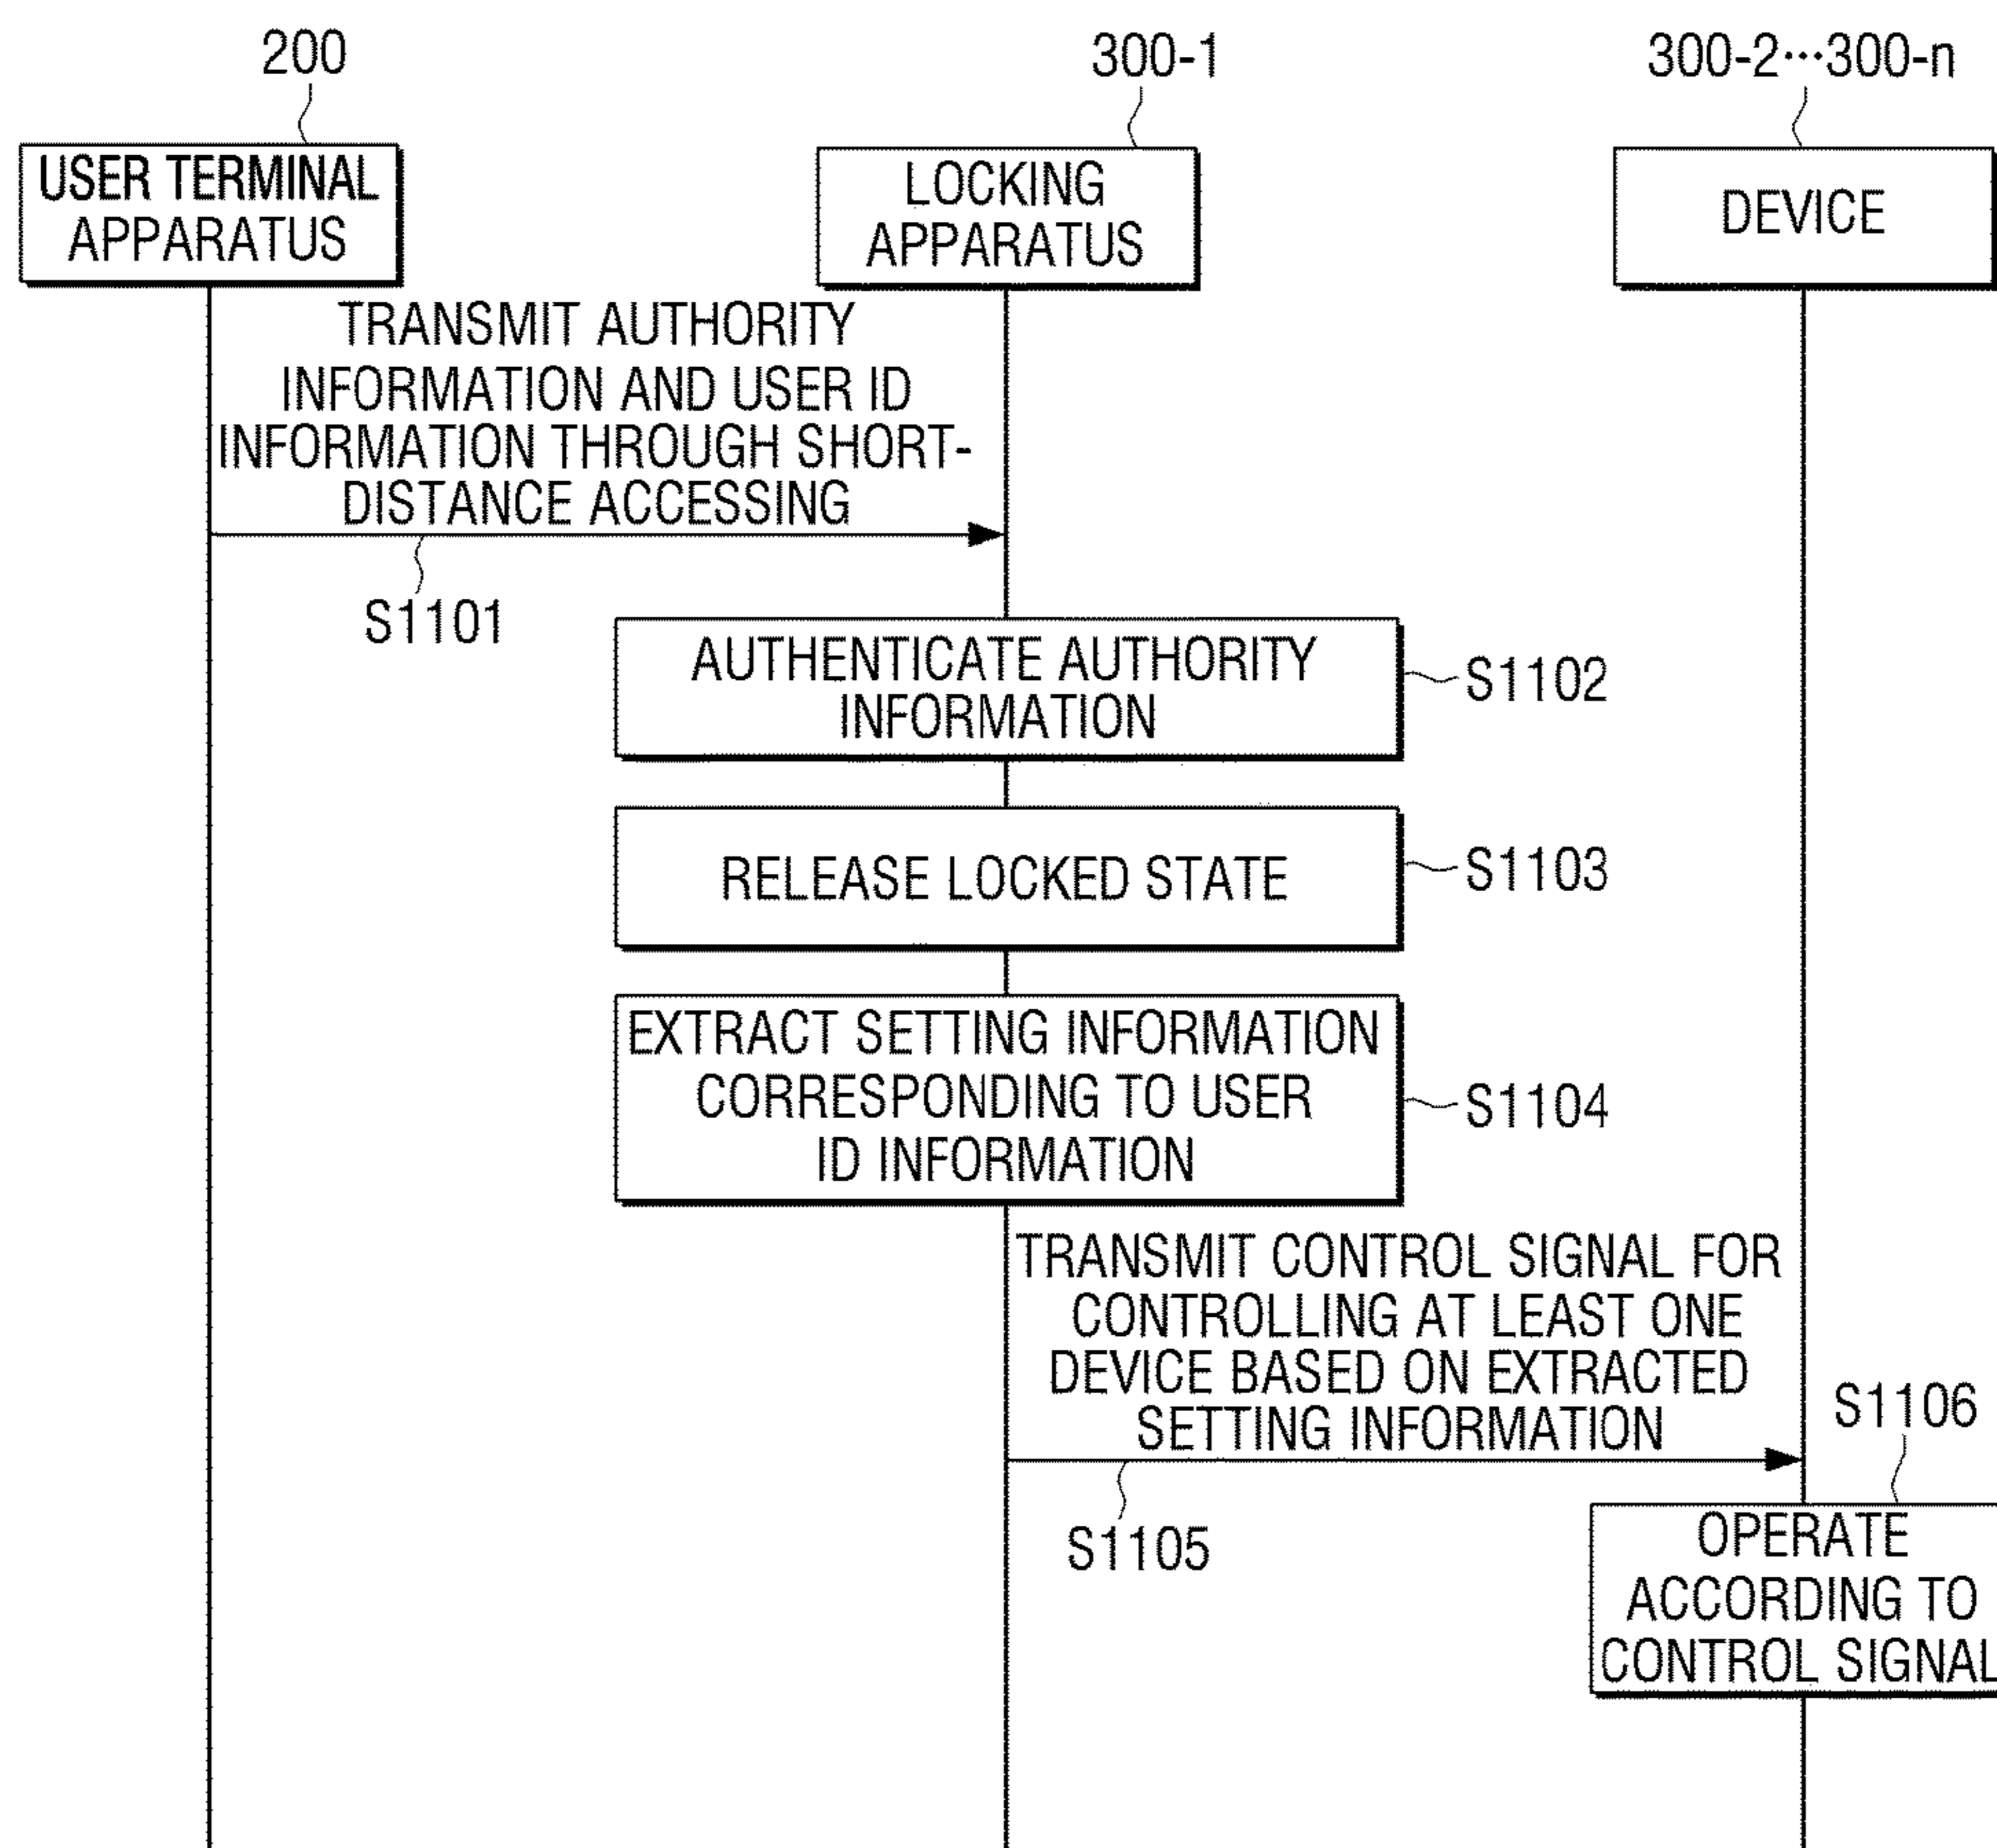 200
300-1
300-2···300-n
USER TERMINAL
APPARATUS
LOCKING
APPARATUS
DEVICE
TRANSMIT AUTHORITY
INFORMATION AND USER ID
INFORMATION THROUGH SHORT-
DISTANCE ACCESSING
S1101
AUTHENTICATE AUTHORITY
INFORMATION
S1102
RELEASE LOCKED STATE
S1103
EXTRACT SETTING INFORMATION
CORRESPONDING TO USER
ID INFORMATION
S1104
TRANSMIT CONTROL SIGNAL FOR
CONTROLLING AT LEAST ONE
DEVICE BASED ON EXTRACTED
SETTING INFORMATION
S1105
S1106
OPERATE
ACCORDING TO
CONTROL SIGNAL